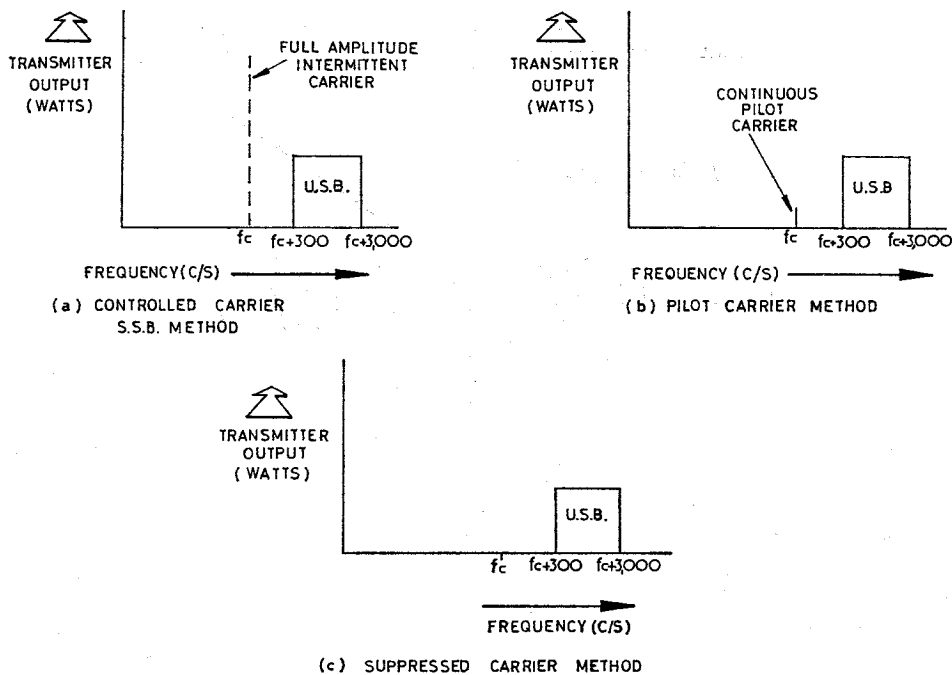 TRANSMITTER
OUTPUT
(WATTS)
FULL AMPLITUDE
INTERMITTENT
CARRIER
U.S.B.
fc
fc+300
fc+3,000
FREQUENCY (C/S)
(a) CONTROLLED CARRIER
S.S.B. METHOD
TRANSMITTER
OUTPUT
(WATTS)
CONTINUOUS
PILOT
CARRIER
U.S.B
fc
fc+300
fc+3,000
FREQUENCY (C/S)
(b) PILOT CARRIER METHOD
TRANSMITTER
OUTPUT
(WATTS)
U.S.B.
fc
fc+300
fc+3,000
FREQUENCY (C/S)
(c) SUPPRESSED CARRIER METHOD